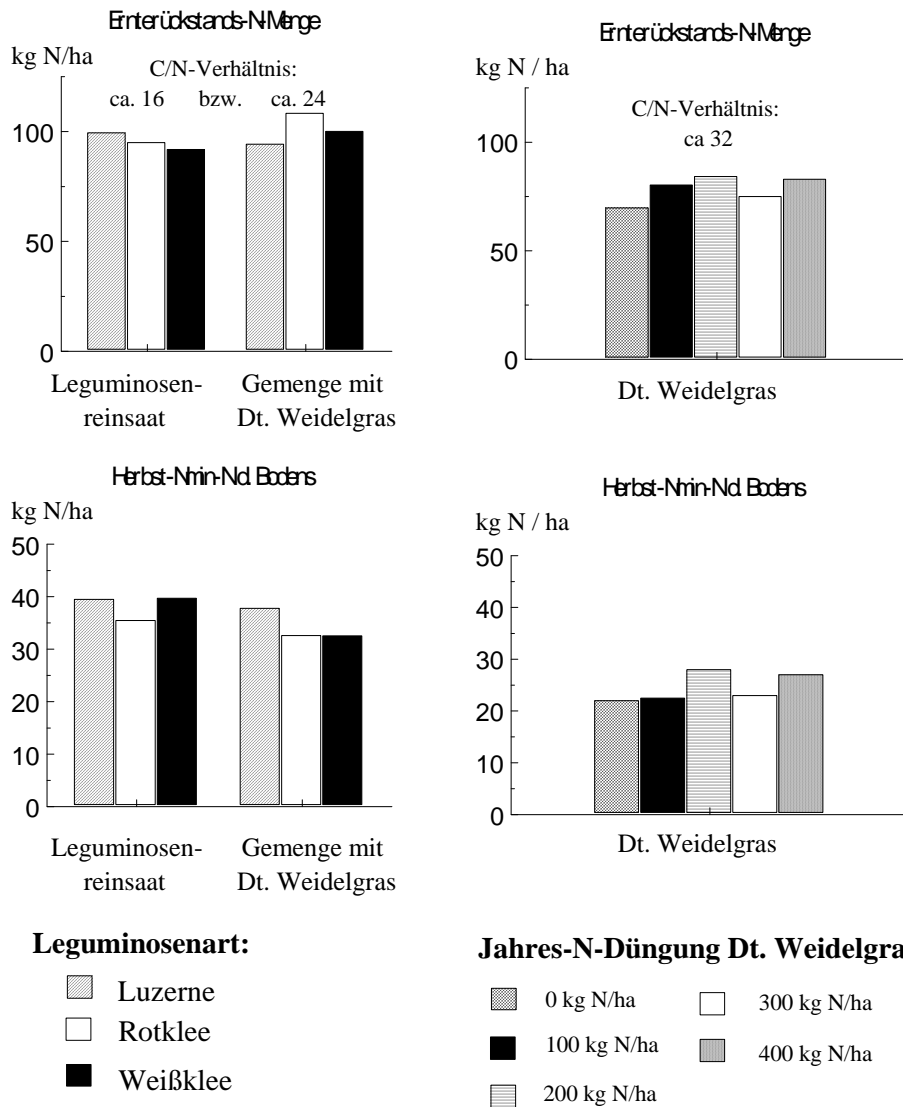 Ernterückstands-N-Menge
kg N/ha
C/N-Verhältnis:
ca. 16 bzw. ca. 24
100
50
0
Leguminosen-
reinsaat
Gemenge mit
Dt. Weidelgras
Ernterückstands-N-Menge
kg N / ha
C/N-Verhältnis:
ca 32
100
50
0
Dt. Weidelgras
Herbst-Nmin-N d. Bodens
kg N/ha
50
40
30
20
10
0
Leguminosen-
reinsaat
Gemenge mit
Dt. Weidelgras
Herbst-Nmin-N d. Bodens
kg N / ha
50
40
30
20
10
0
Dt. Weidelgras
Leguminosenart:
Luzerne
Rotklee
Weißklee
Jahres-N-Düngung Dt. Weidelgra
0 kg N/ha
100 kg N/ha
200 kg N/ha
300 kg N/ha
400 kg N/ha